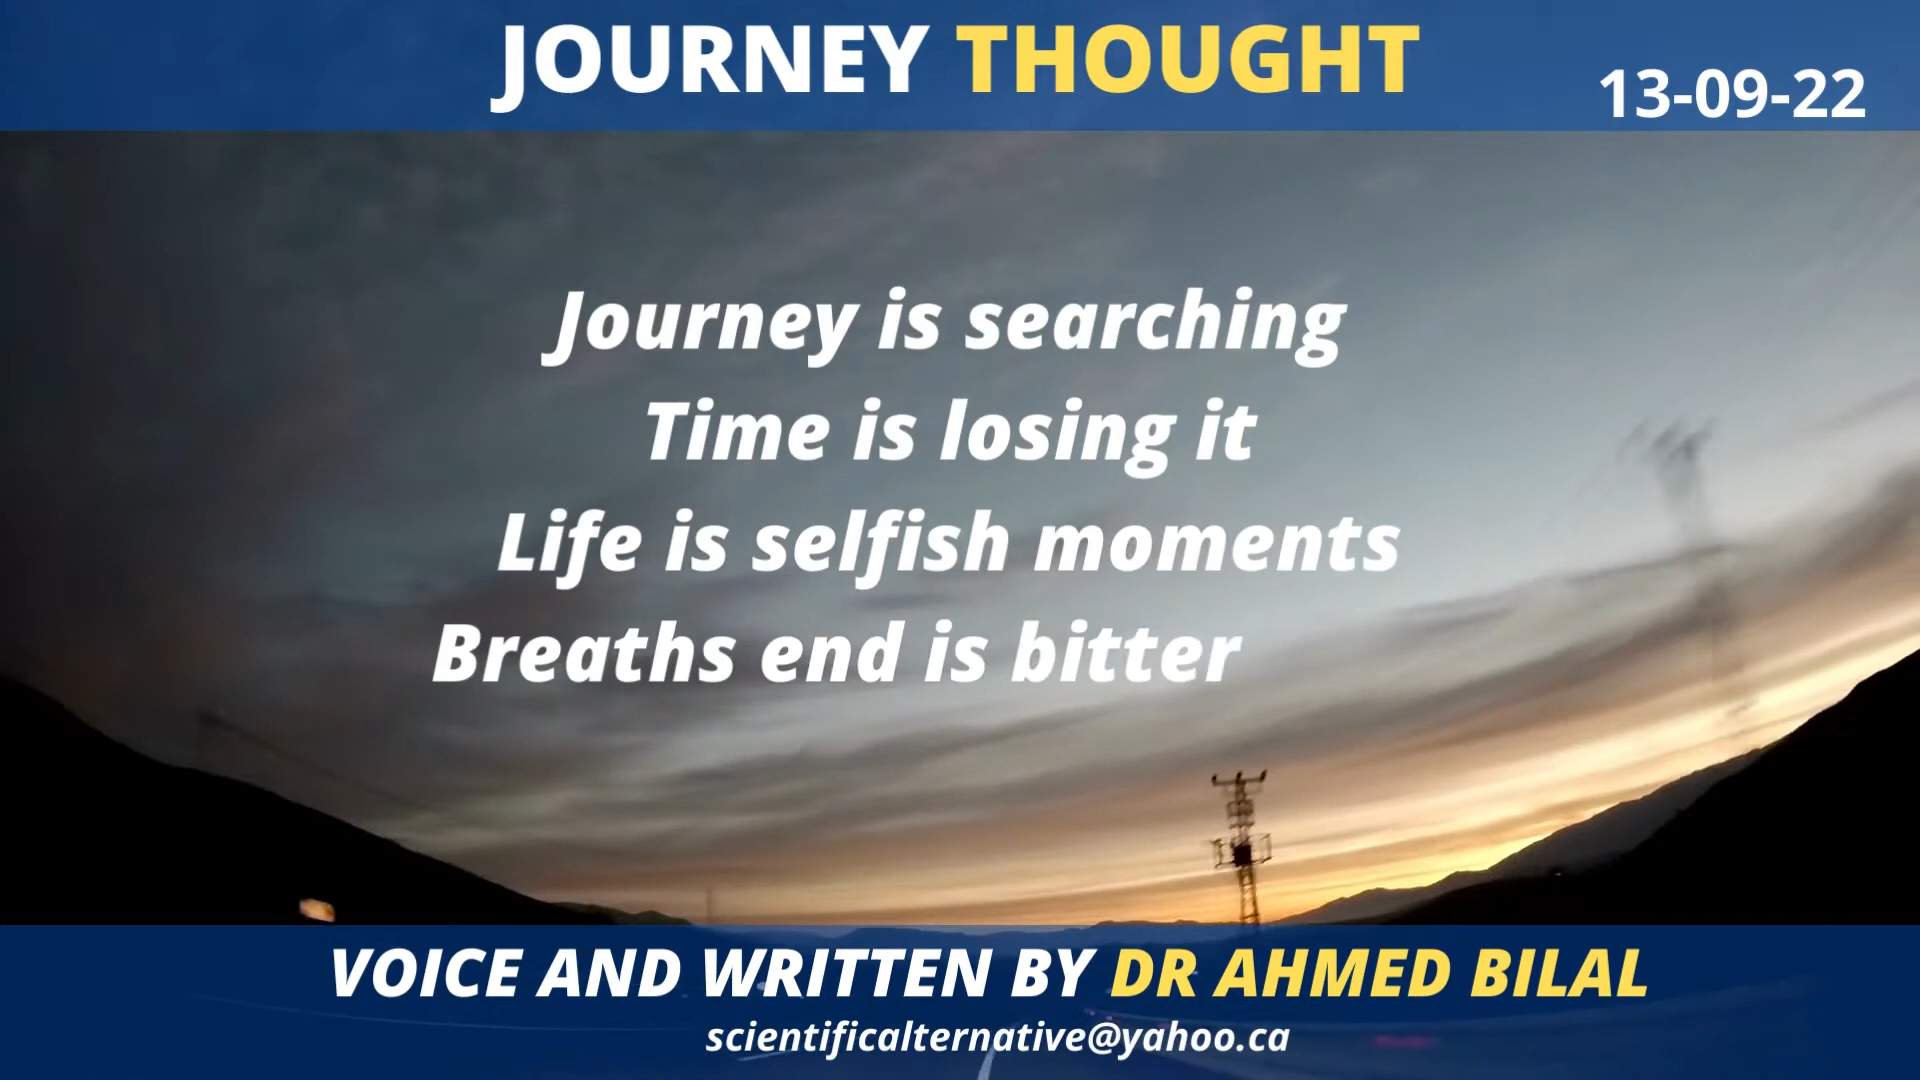 JOURNEY THOUGHT
13-09-22
Journey is searching
Time is losing it
Life is selfish moments
Breaths end is bitter
VOICE AND WRITTEN BY DR AHMED BILAL
scientificalternative@yahoo.ca